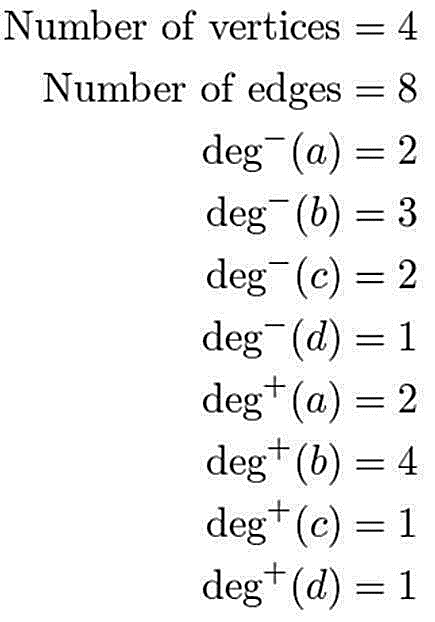 Number of vertices = 4
Number of edges = 8
deg⁻(a) = 2
deg⁻(b) = 3
deg⁻(c) = 2
deg⁻(d) = 1
deg⁺(a) = 2
deg⁺(b) = 4
deg⁺(c) = 1
deg⁺(d) = 1